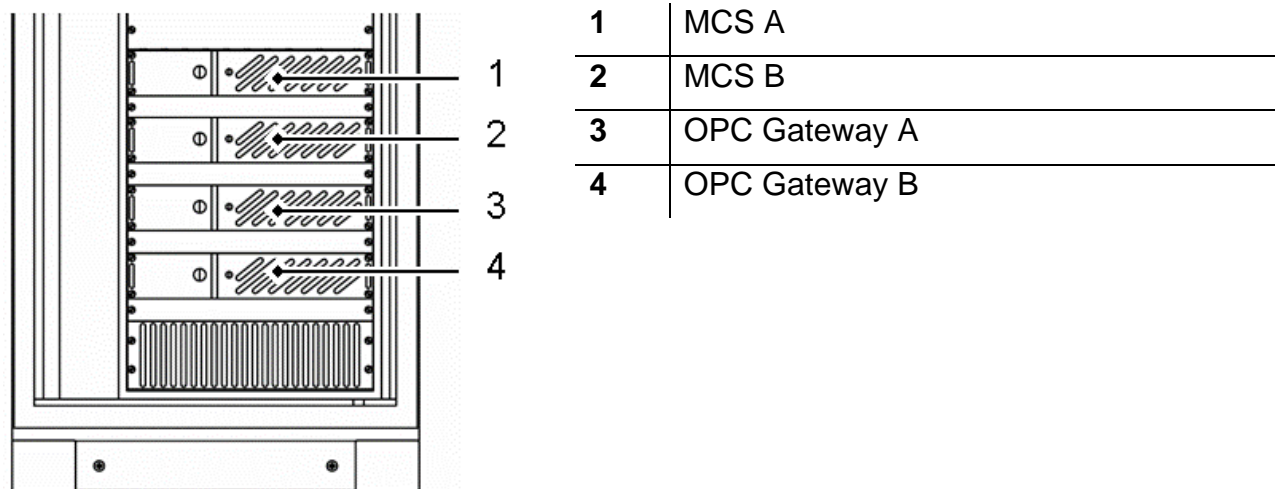 1
2
3
4
1 MCS A
2 MCS B
3 OPC Gateway A
4 OPC Gateway B